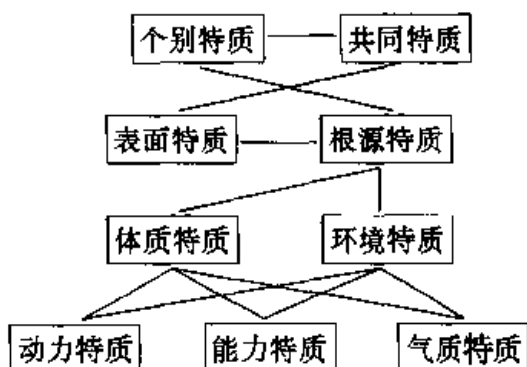 个别特质 共同特质
表面特质 根源特质
体质特质 环境特质
动力特质 能力特质 气质特质